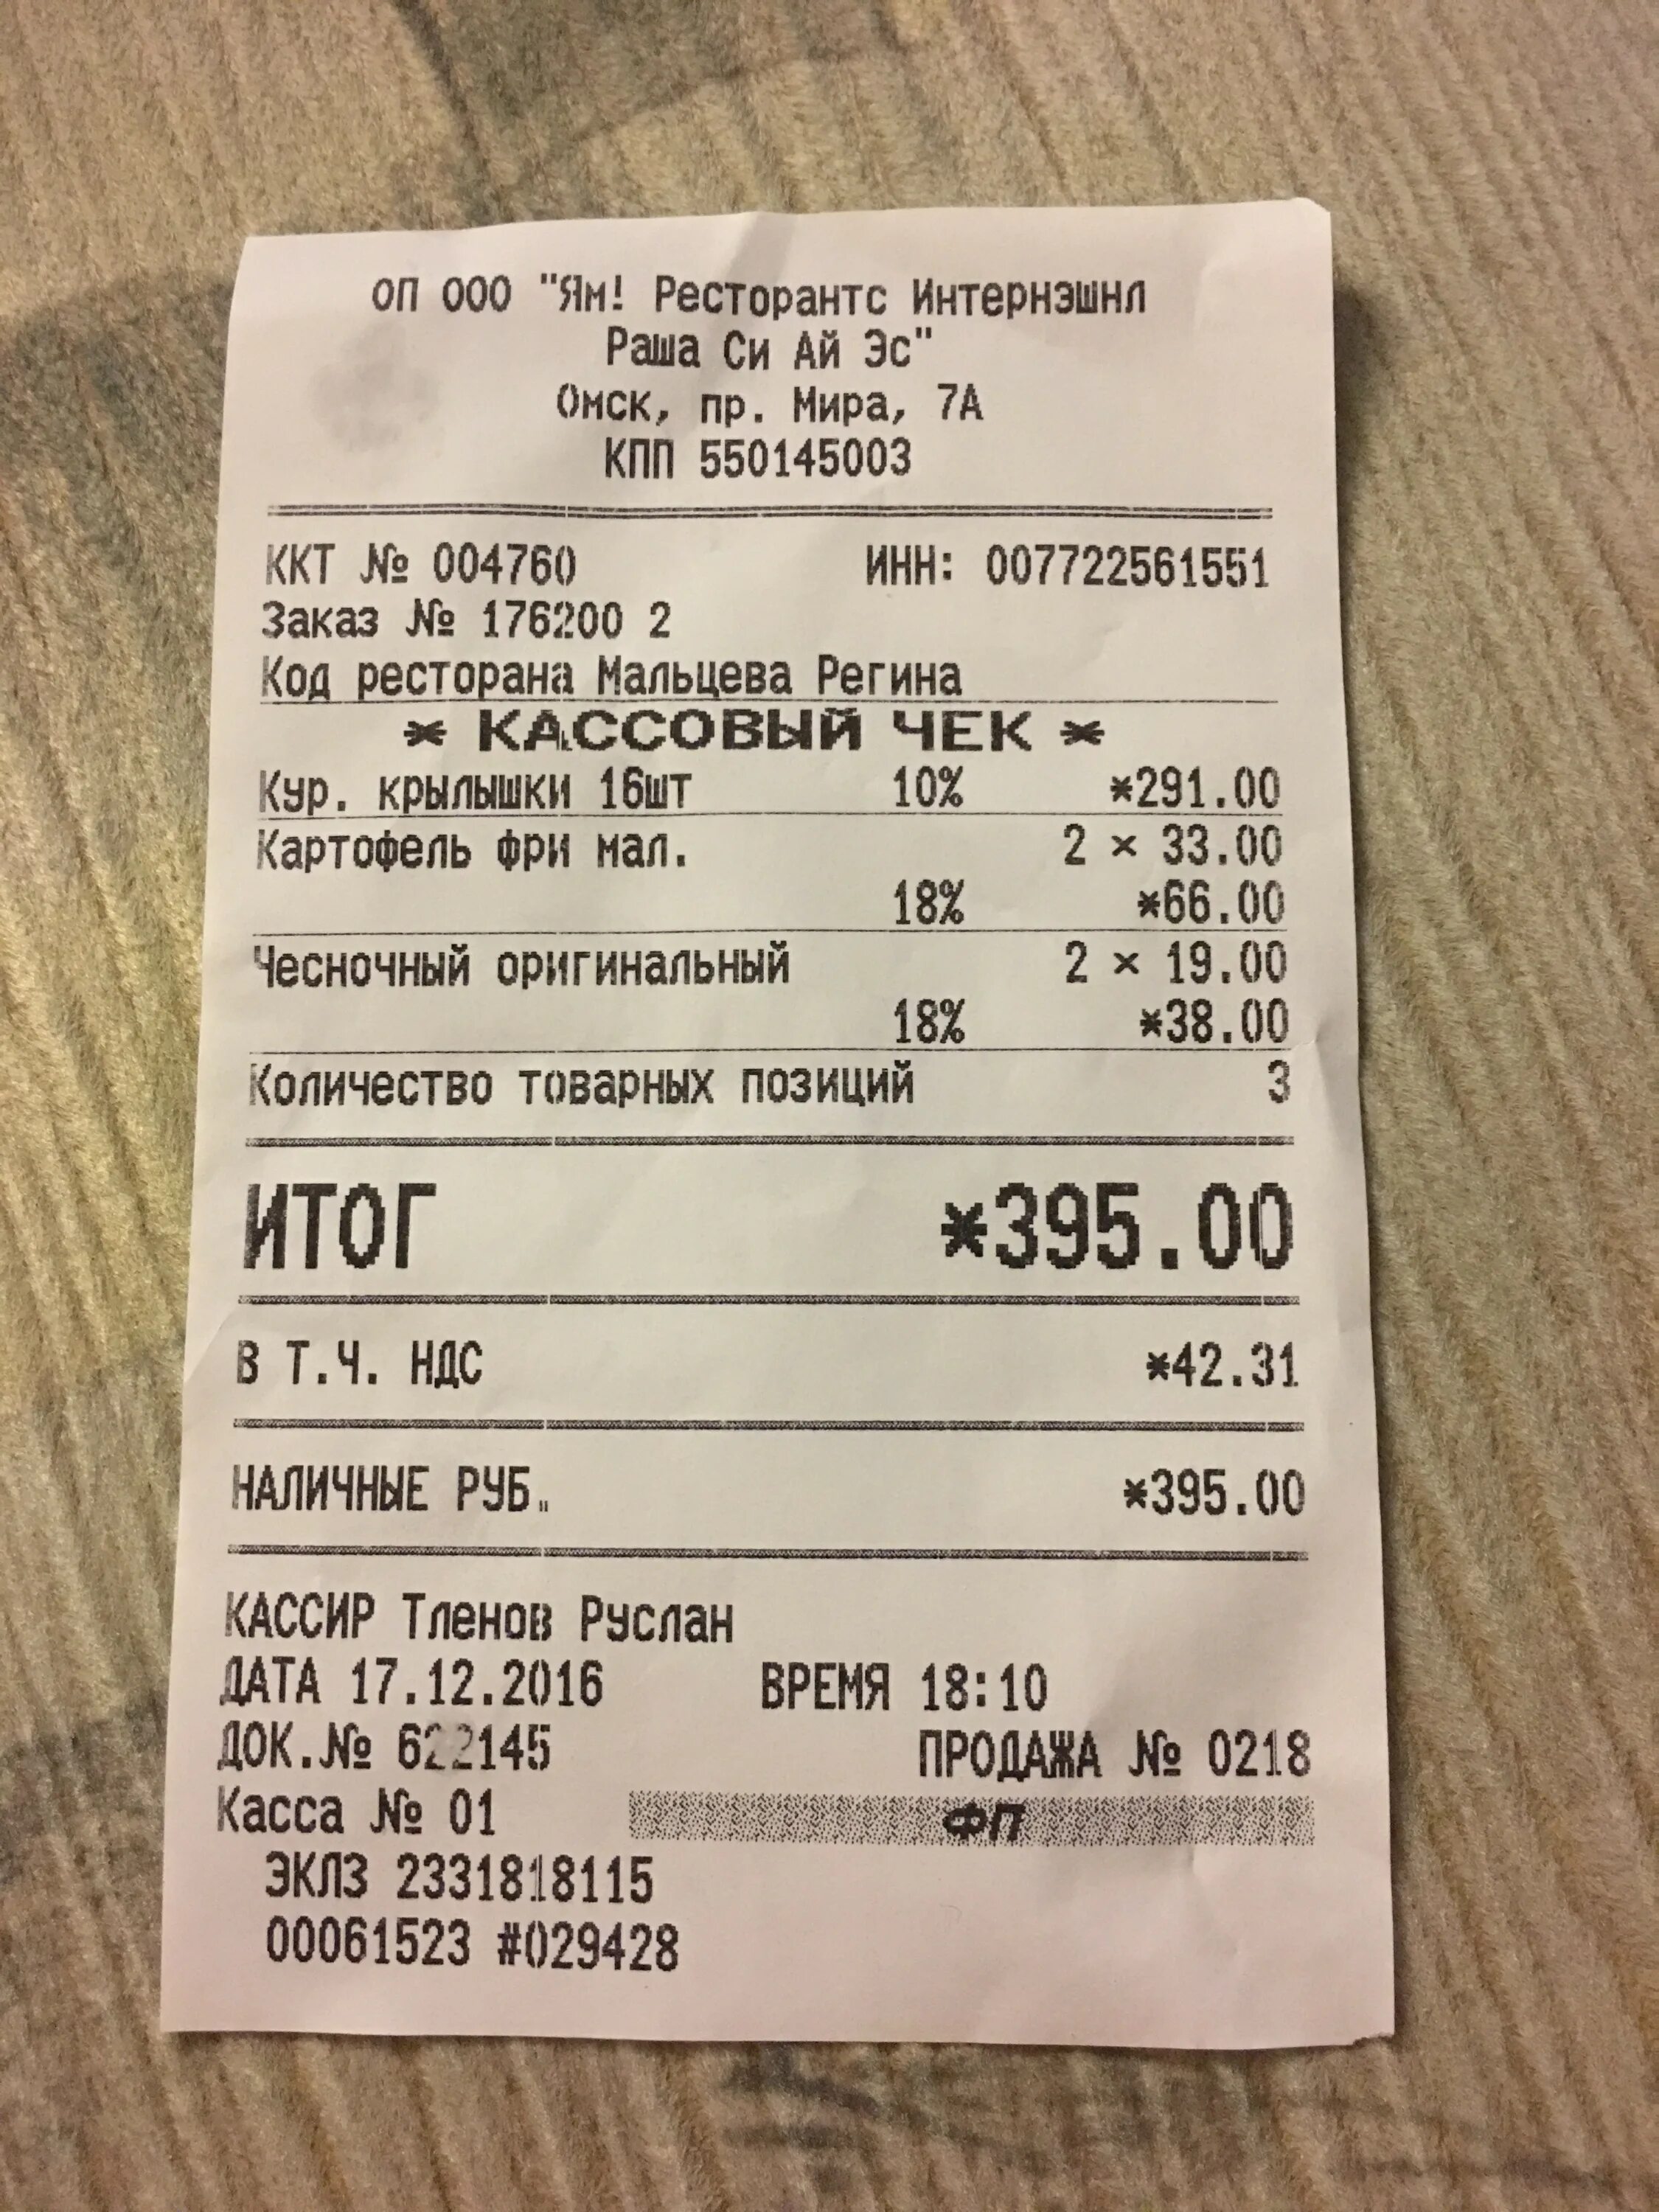 ОП ООО "Ям! Ресторантс Интернэшнл
Раша Си Ай Эс"
Омск, пр. Мира, 7А
КПП 550145003
ККТ № 004760 ИНН: 007722561551
Заказ № 176200 2
Код ресторана Мальцева Регина
* КАССОВЫЙ ЧЕК *
Кур. крылышки 16шт 10% *291.00
Картофель фри мал. 2 × 33.00
18% *66.00
Чесночный оригинальный 2 × 19.00
18% *38.00
Количество товарных позиций 3
ИТОГ *395.00
В Т.Ч. НДС *42.31
НАЛИЧНЫЕ РУБ. *395.00
КАССИР Тленов Руслан
ДАТА 17.12.2016 ВРЕМЯ 18:10
ДОК.№ 622145 ПРОДАЖА № 0218
Касса № 01 ФП
ЭКЛЗ 2331818115
00061523 #029428